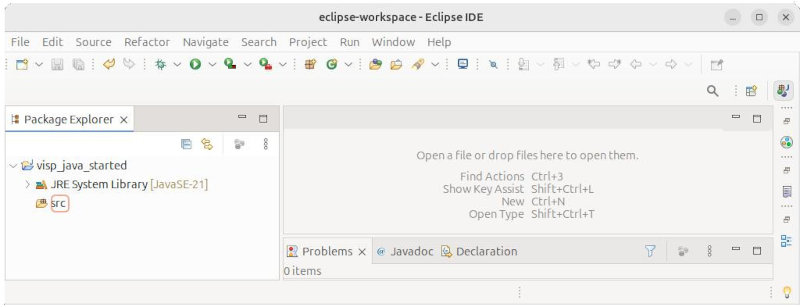 eclipse-workspace - Eclipse IDE
File Edit Source Refactor Navigate Search Project Run Window Help
Package Explorer
visp_java_started
JRE System Library [JavaSE-21]
src
Open a file or drop files here to open them.
Find Actions Ctrl+3
Show Key Assist Shift+Ctrl+L
New Ctrl+N
Open Type Shift+Ctrl+T
Problems Javadoc Declaration
0 items